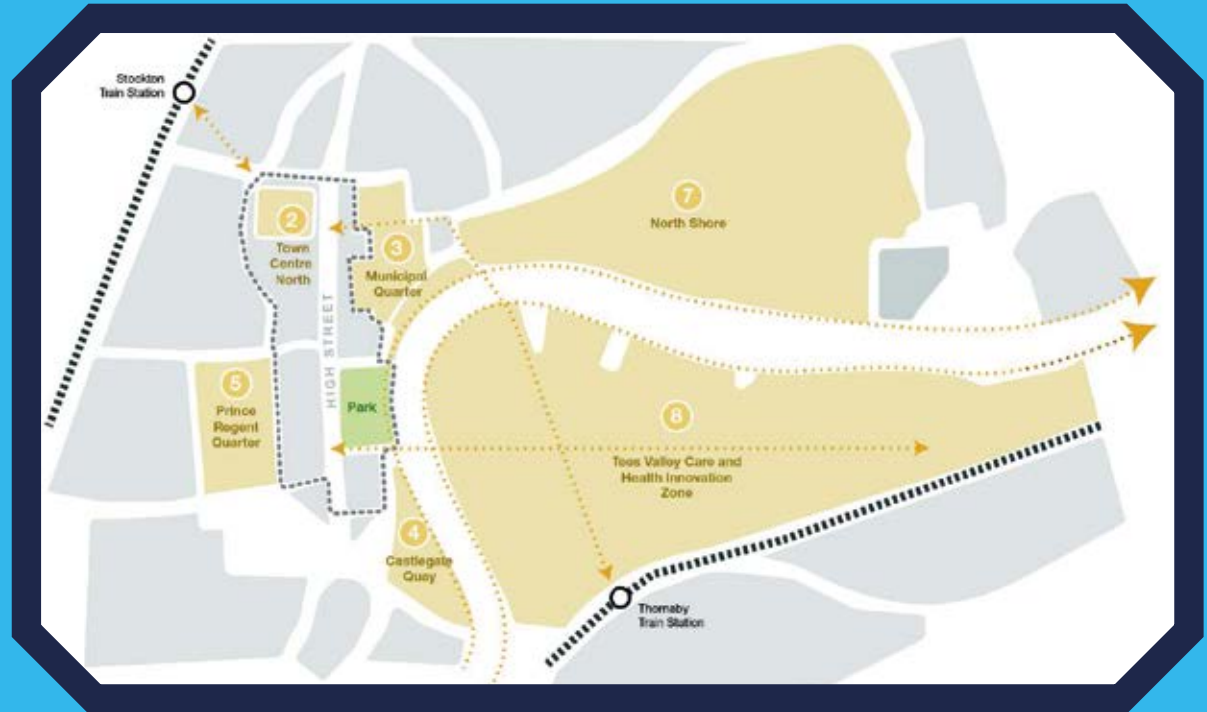 Stockton
Train Station
2
Town
Centre
North
3
Municipal
Quarter
7
North Shore
HIGH STREET
5
Prince
Regent
Quarter
Park
8
Tees Valley Care and
Health Innovation
Zone
4
Castlegate
Quay
Thornaby
Train Station